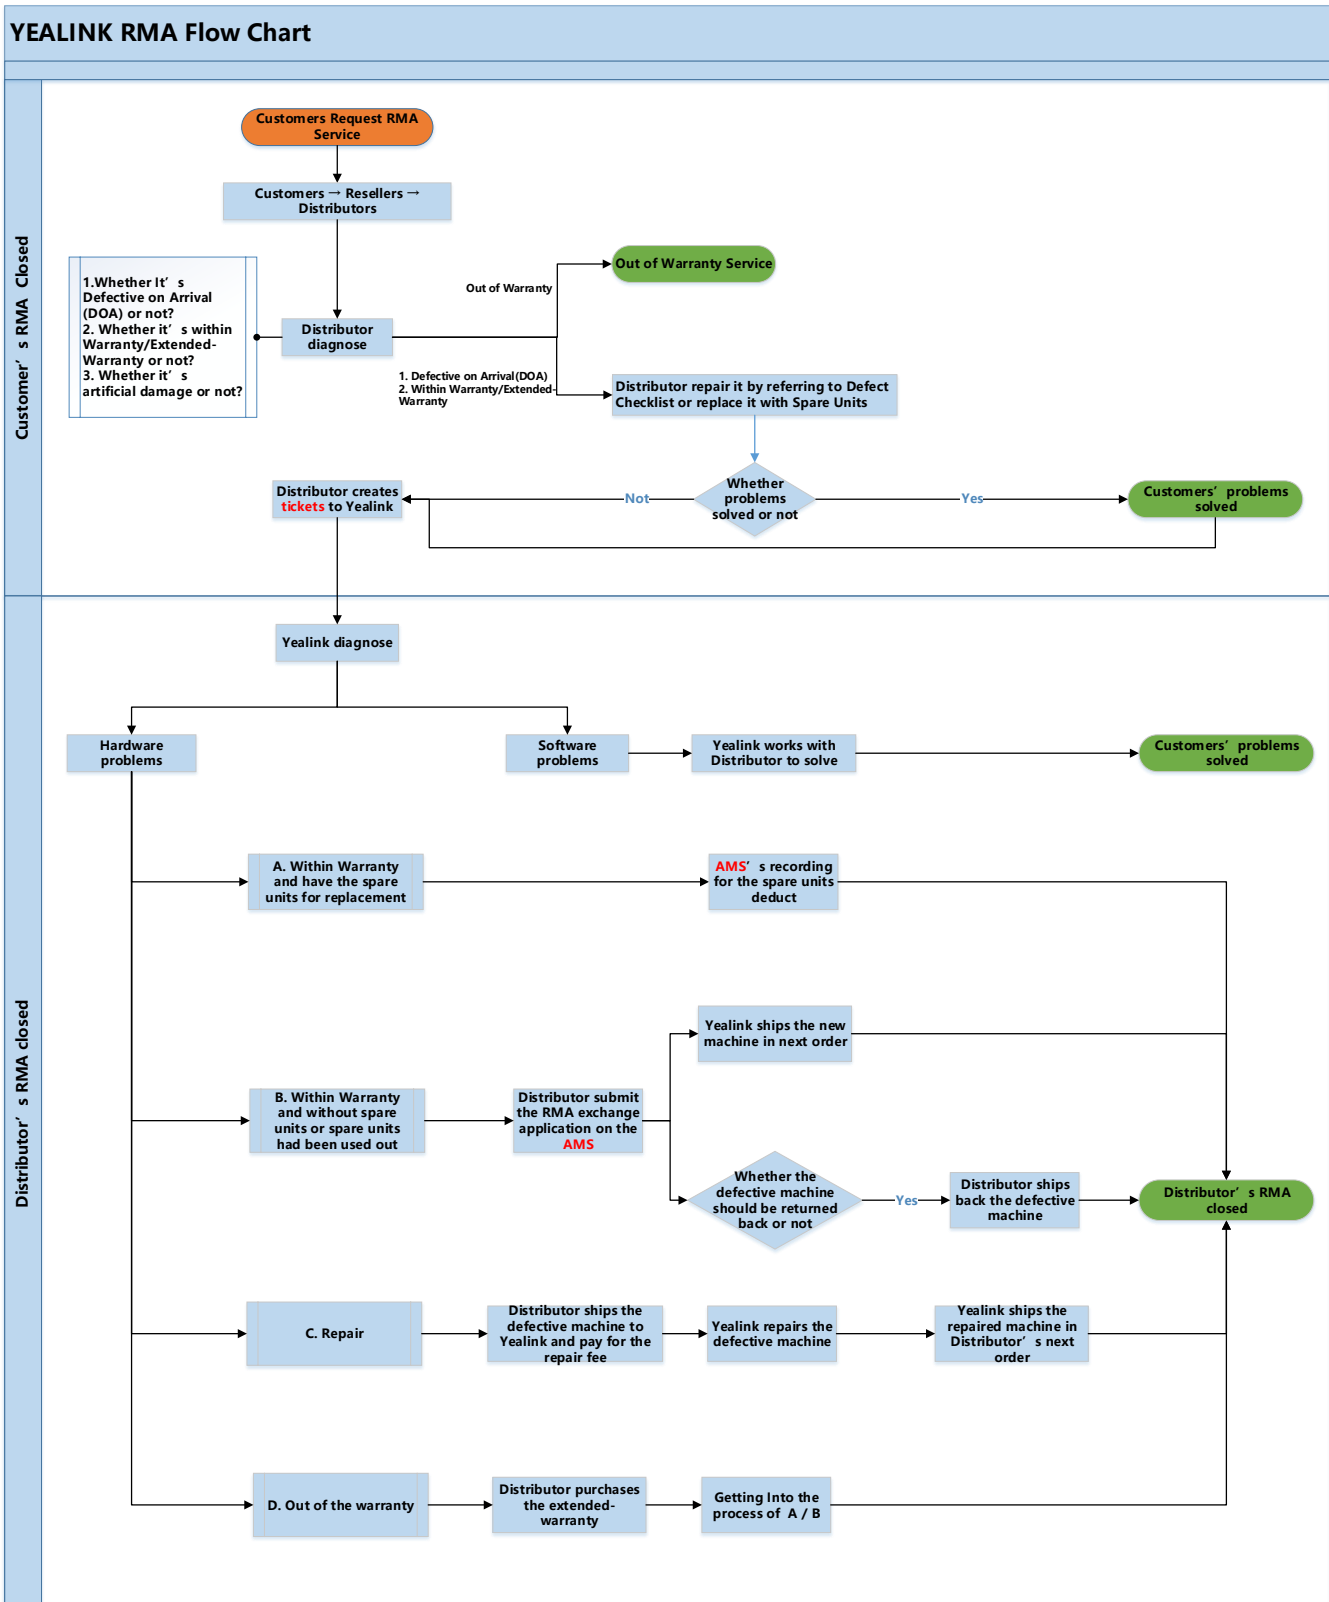 YEALINK RMA Flow Chart
Customer’s RMA Closed
Customers Request RMA
Service
Customers → Resellers →
Distributors
1.Whether It’s
Defective on Arrival
(DOA) or not?
2. Whether it’s within
Warranty/Extended-
Warranty or not?
3. Whether it’s
artificial damage or not?
Distributor
diagnose
Out of Warranty
Out of Warranty Service
1. Defective on Arrival(DOA)
2. Within Warranty/Extended-
Warranty
Distributor repair it by referring to Defect
Checklist or replace it with Spare Units
Distributor creates
tickets to Yealink
Not
Whether
problems
solved or not
Yes
Customers’ problems
solved
Distributor’s RMA closed
Yealink diagnose
Hardware
problems
Software
problems
Yealink works with
Distributor to solve
Customers’ problems
solved
A. Within Warranty
and have the spare
units for replacement
AMS’s recording
for the spare units
deduct
Yealink ships the new
machine in next order
B. Within Warranty
and without spare
units or spare units
had been used out
Distributor submit
the RMA exchange
application on the
AMS
Whether the
defective machine
should be returned
back or not
Yes
Distributor ships
back the defective
machine
Distributor’s RMA
closed
C. Repair
Distributor ships the
defective machine to
Yealink and pay for the
repair fee
Yealink repairs the
defective machine
Yealink ships the
repaired machine in
Distributor’s next
order
D. Out of the warranty
Distributor purchases
the extended-
warranty
Getting Into the
process of A / B